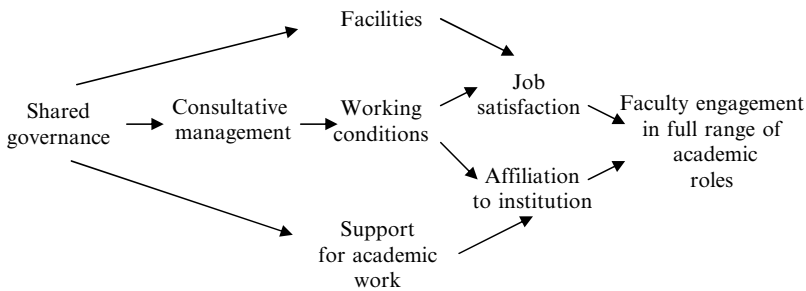 Facilities
Shared
governance
Consultative
management
Working
conditions
Job
satisfaction
Faculty engagement
in full range of
academic
roles
Affiliation
to institution
Support
for academic
work